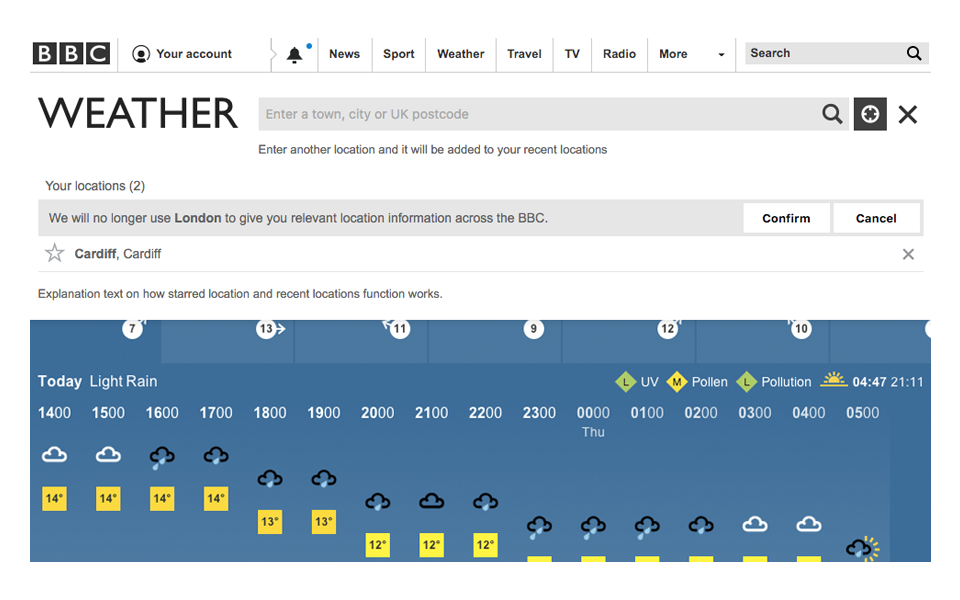 BBC Your account News Sport Weather Travel TV Radio More Search
WEATHER Enter a town, city or UK postcode
Enter another location and it will be added to your recent locations
Your locations (2)
We will no longer use London to give you relevant location information across the BBC. Confirm Cancel
Cardiff, Cardiff
Explanation text on how starred location and recent locations function works.
7 13 11 9 12 10
Today Light Rain L UV M Pollen L Pollution 04:47 21:11
1400 1500 1600 1700 1800 1900 2000 2100 2200 2300 0000 0100 0200 0300 0400 0500
Thu
14° 14° 14° 14°
13° 13°
12° 12° 12°